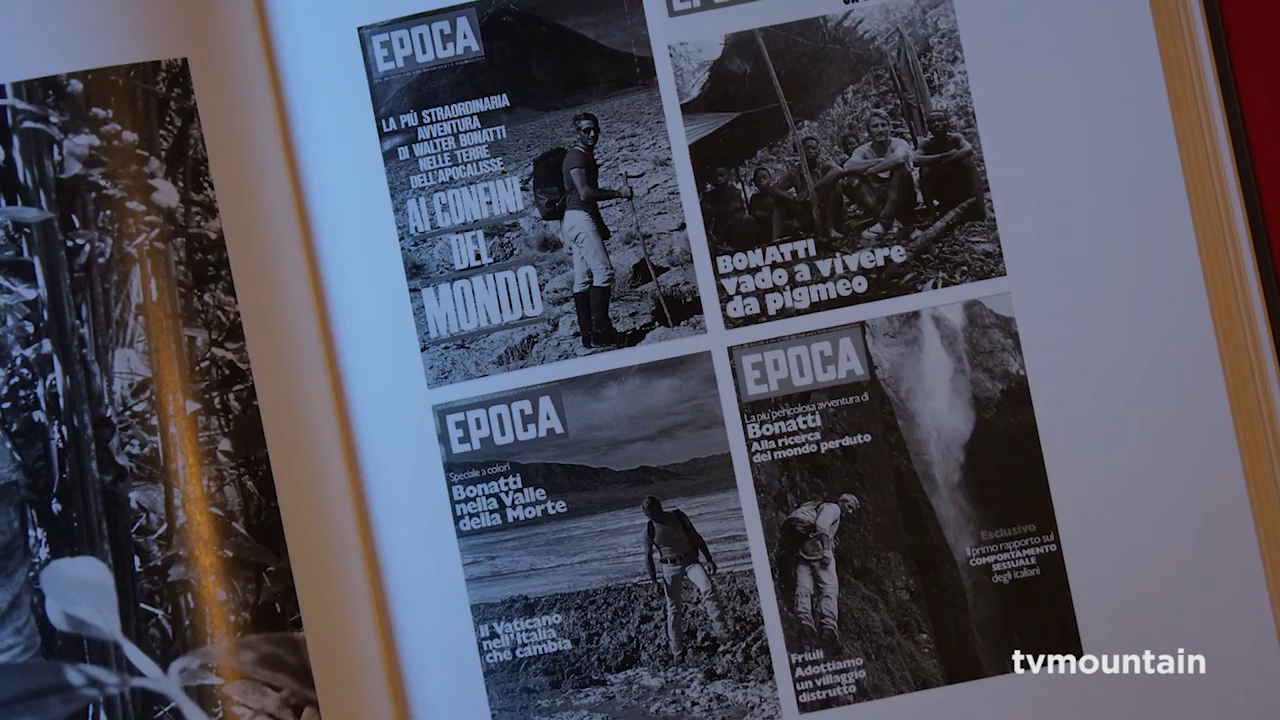 EPOCA
LA PIÙ STRAORDINARIA
AVVENTURA
DI WALTER BONATTI
NELLE TERRE
DELL'APOCALISSE
AI CONFINI
DEL
MONDO
BONATTI
vado a vivere
da pigmeo
EPOCA
Speciale a colori
Bonatti
nella Valle
della Morte
Il Vaticano
nell'Italia
che cambia
EPOCA
La piu' pericolosa avventura di
Bonatti
Alla ricerca
del mondo perduto
Esclusivo
Il primo rapporto sul
COMPORTAMENTO
SESSUALE
degli italiani
Friuli
Adottiamo
un villaggio
distrutto
tvmountain